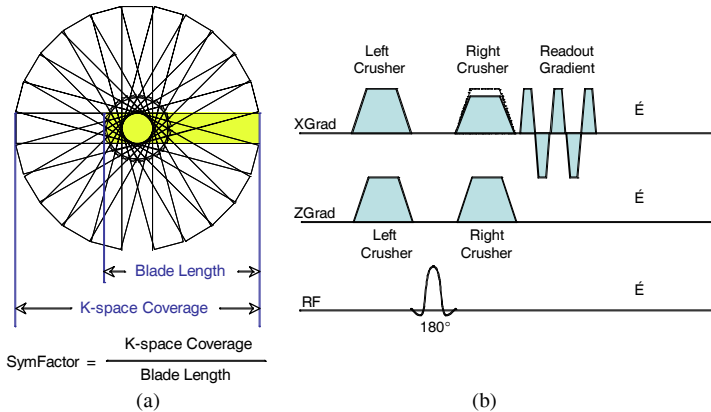 Blade Length
K-space Coverage
SymFactor = K-space Coverage
Blade Length
(a)
Left
Crusher
Right
Crusher
Readout
Gradient
XGrad
É
ZGrad
É
Left
Crusher
Right
Crusher
RF
É
180°
(b)